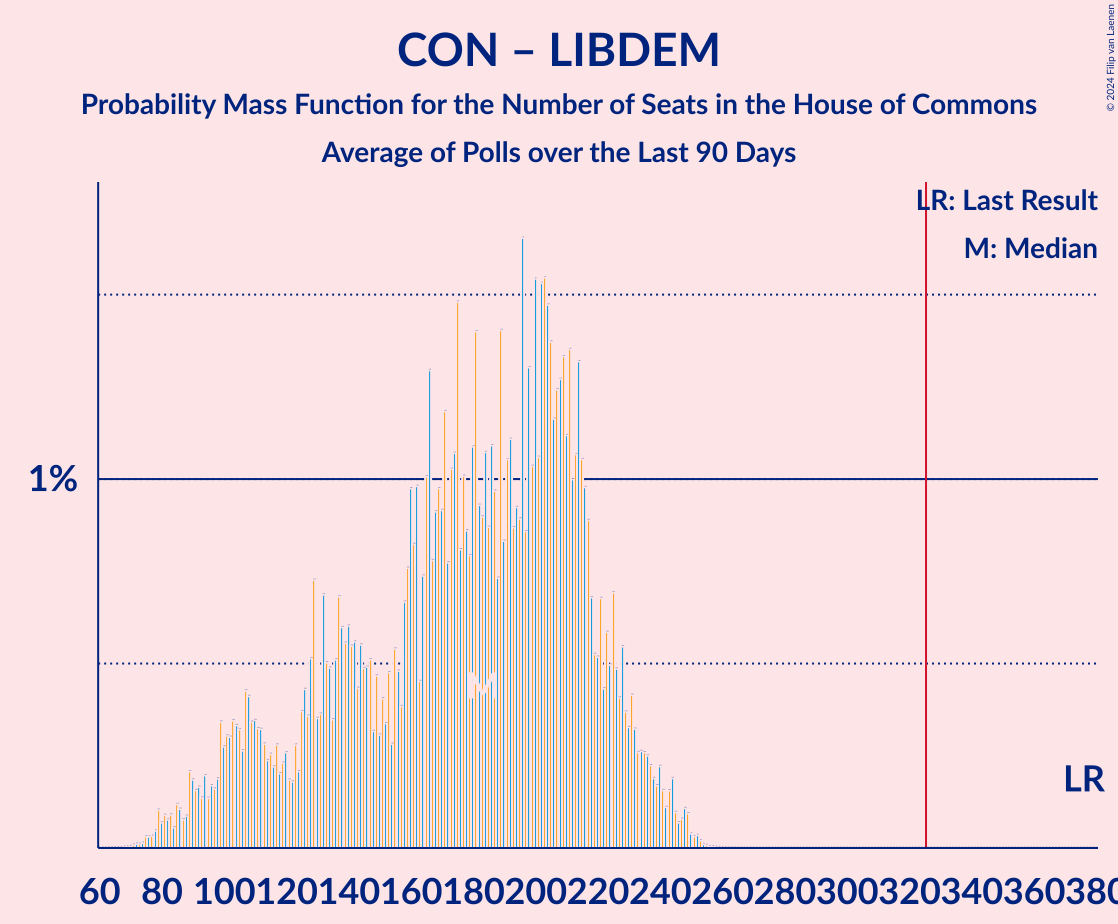 CON – LIBDEM
Probability Mass Function for the Number of Seats in the House of Commons
Average of Polls over the Last 90 Days
© 2024 Filip van Laenen
LR: Last Result
M: Median
1%
M
LR
60 80 100 120 140 160 180 200 220 240 260 280 300 320 340 360 380